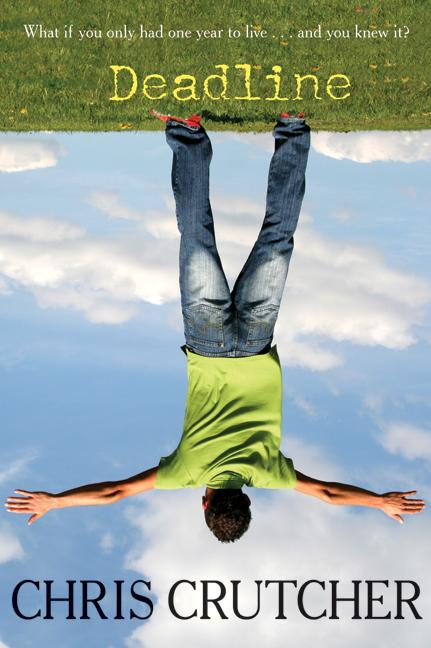 What if you only had one year to live . . . and you knew it?
Deadline
CHRIS CRUTCHER